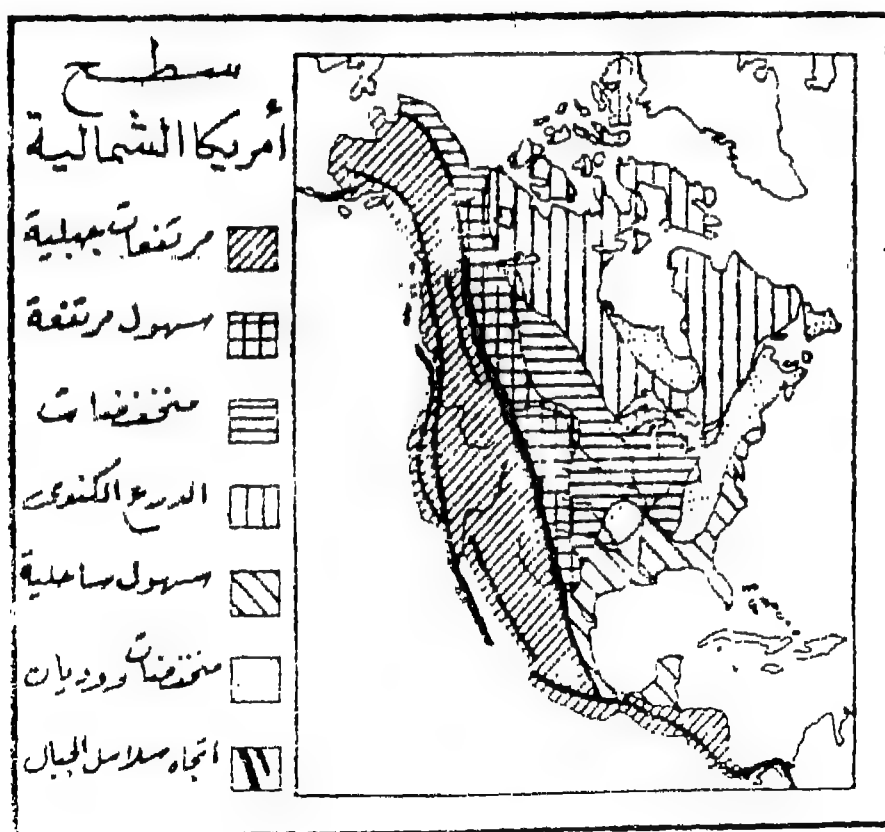 سطح
أمريكا الشمالية
مرتفعات جبلية
سهول مرتفعة
منخفضات
الدرع الكندي
سهول ساحلية
منخفضات ووديان
اتجاه سلاسل الجبال